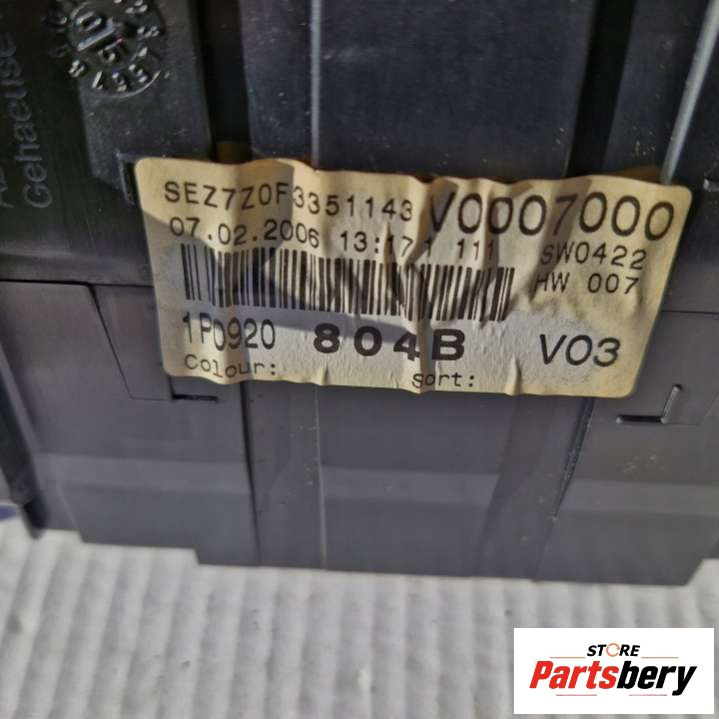 Gehaeuse
SEZ7Z0F3351143 V0007000
07.02.2006 13:17 1 111 SW0422
HW 007
1P0920 804B V03
Colour: Sort:
STORE
Partsbery